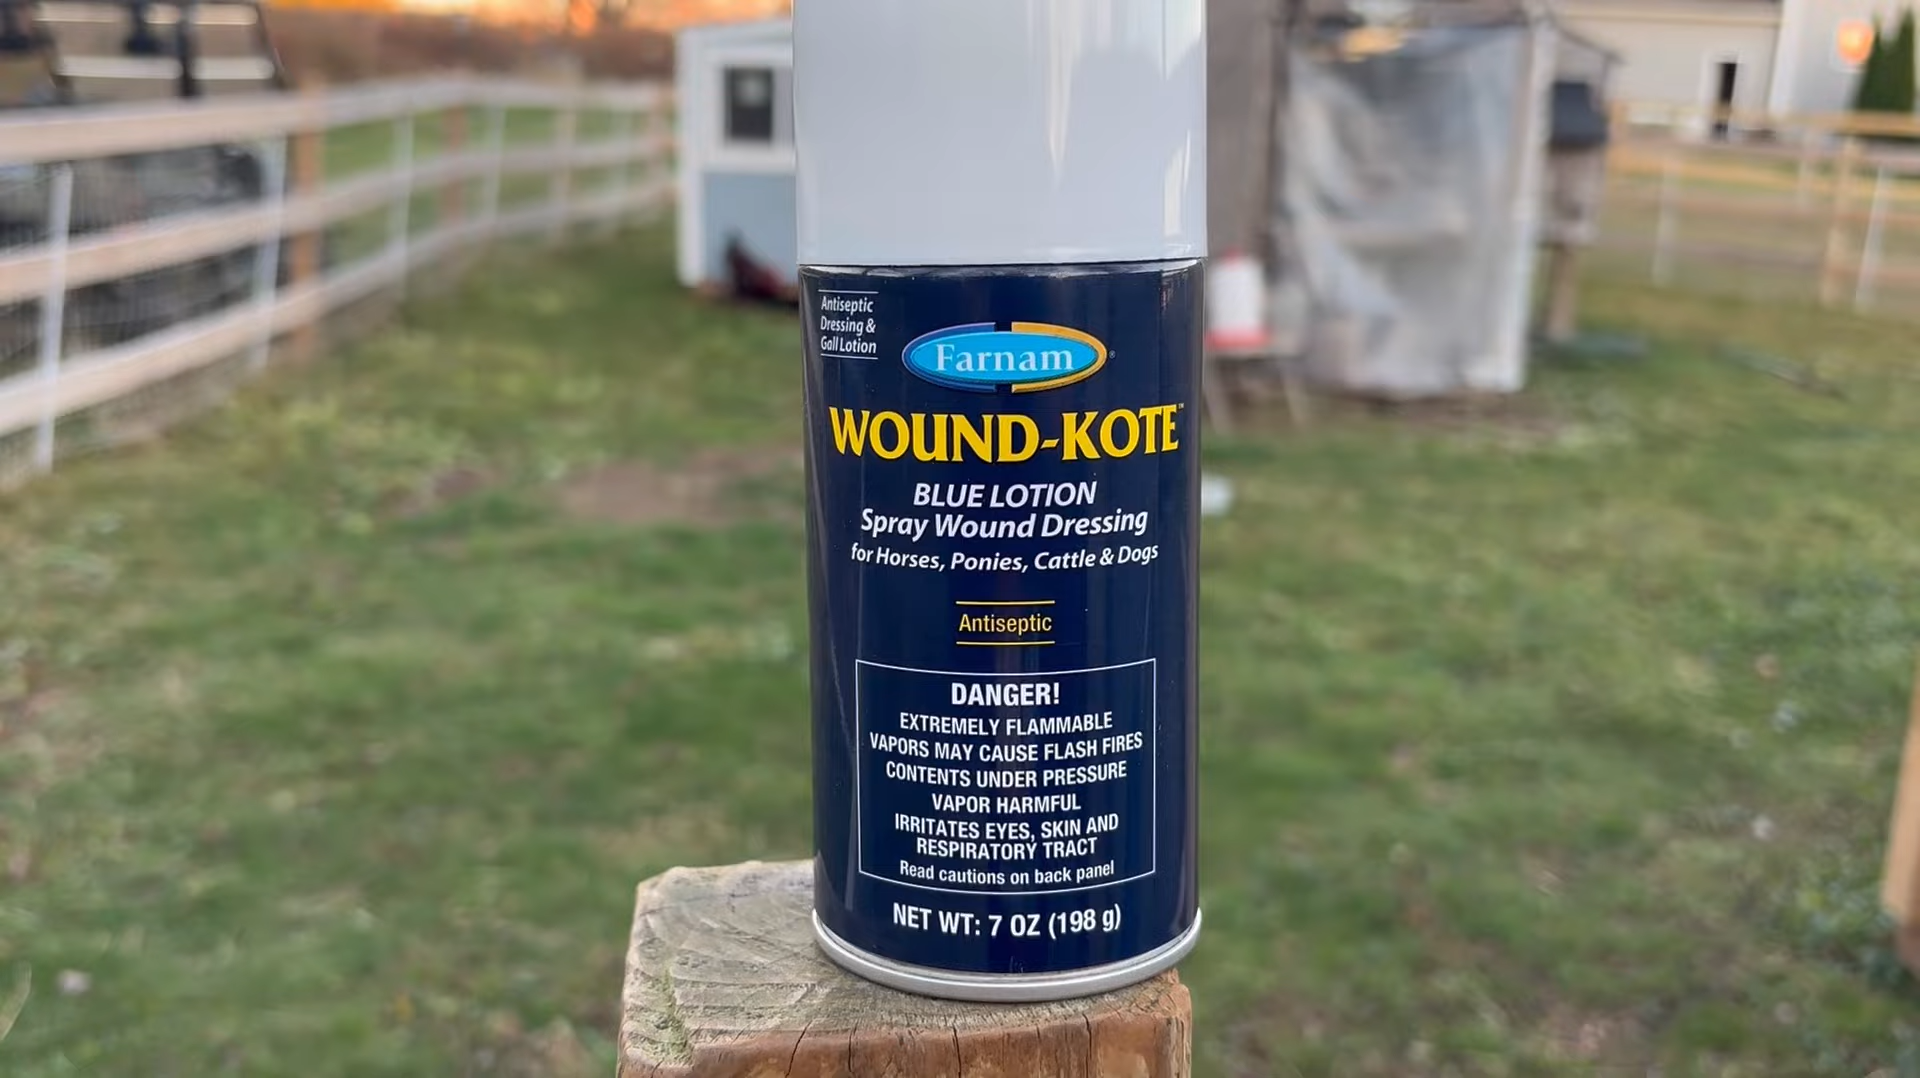 Antiseptic
Dressing &
Gall Lotion
Farnam®
WOUND-KOTE™
BLUE LOTION
Spray Wound Dressing
for Horses, Ponies, Cattle & Dogs
Antiseptic
DANGER!
EXTREMELY FLAMMABLE
VAPORS MAY CAUSE FLASH FIRES
CONTENTS UNDER PRESSURE
VAPOR HARMFUL
IRRITATES EYES, SKIN AND
RESPIRATORY TRACT
Read cautions on back panel
NET WT: 7 OZ (198 g)